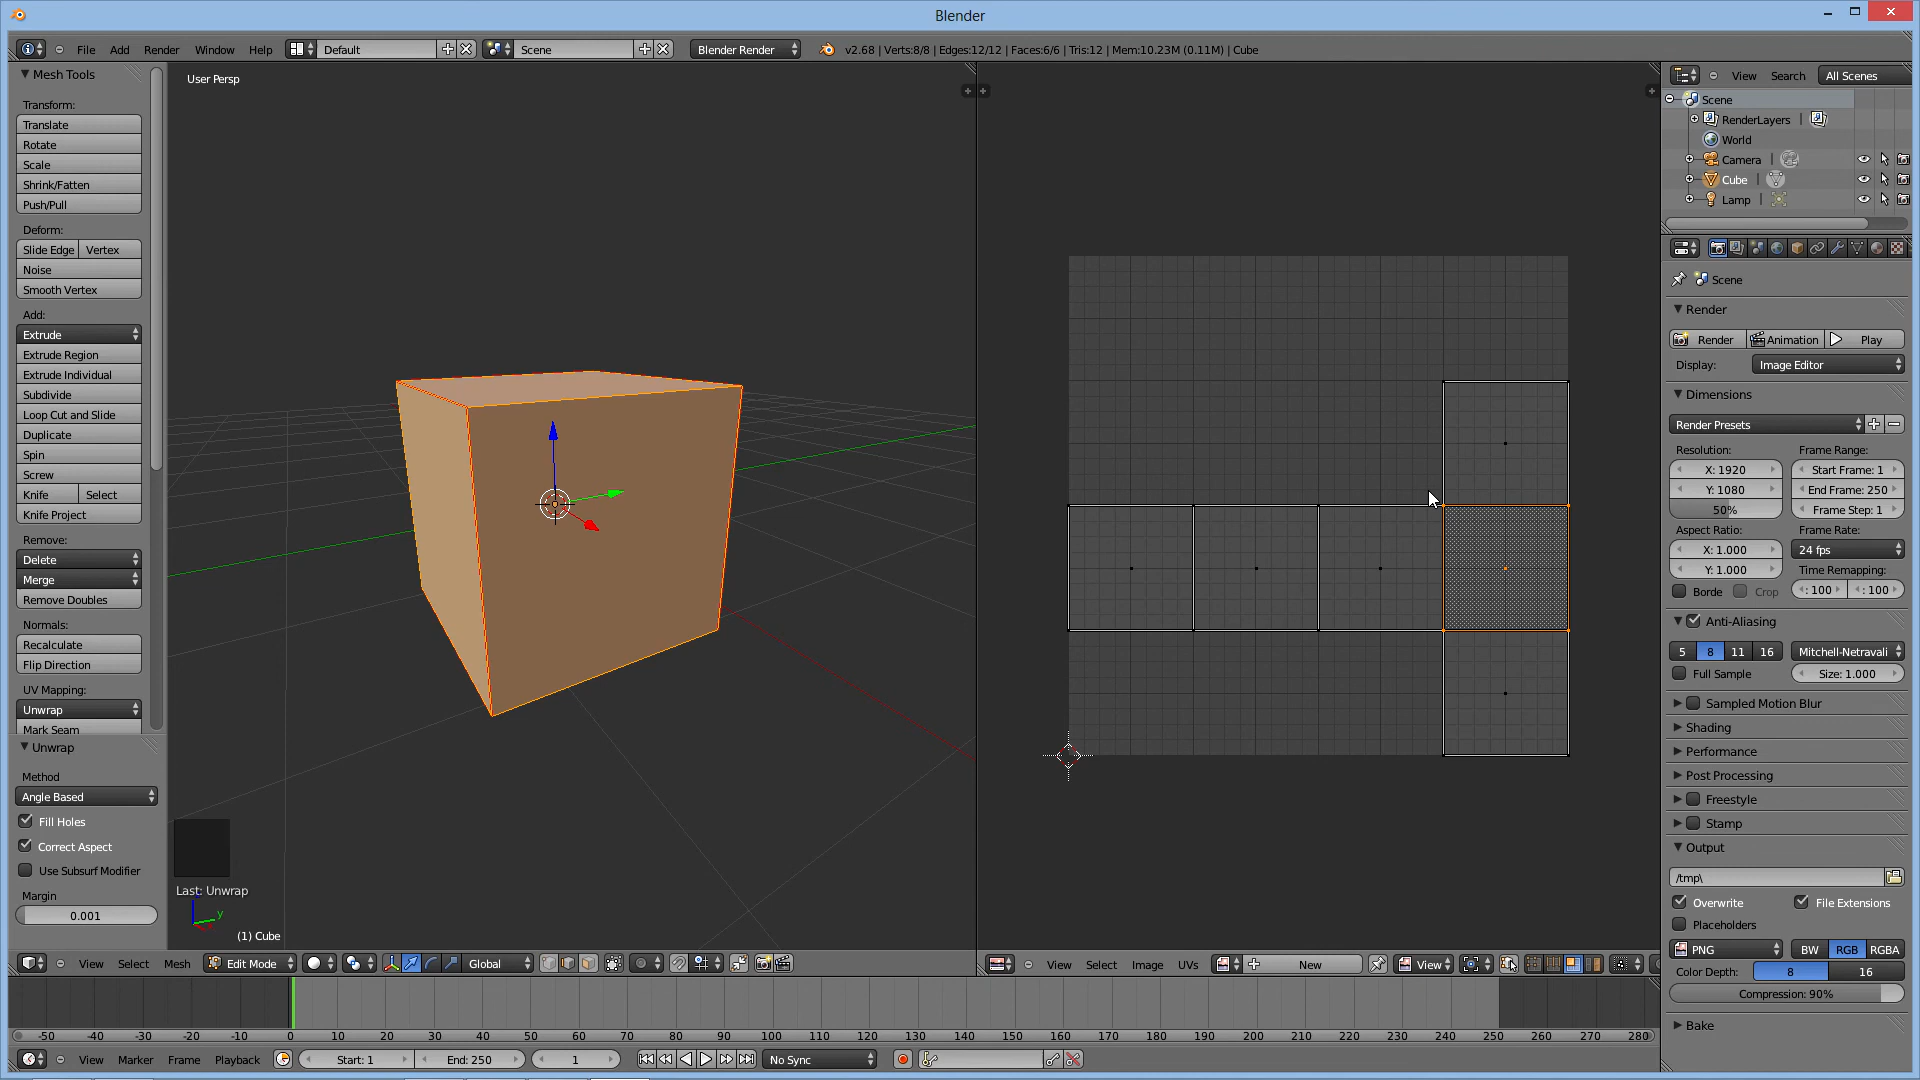 Blender
File Add Render Window Help Default Scene Blender Render v2.68 | Verts:8/8 | Edges:12/12 | Faces:6/6 | Tris:12 | Mem:10.23M (0.11M) | Cube
Mesh Tools
Transform:
Translate
Rotate
Scale
Shrink/Fatten
Push/Pull
Deform:
Slide Edge Vertex
Noise
Smooth Vertex
Add:
Extrude
Extrude Region
Extrude Individual
Subdivide
Loop Cut and Slide
Duplicate
Spin
Screw
Knife Select
Knife Project
Remove:
Delete
Merge
Remove Doubles
Normals:
Recalculate
Flip Direction
UV Mapping:
Unwrap
Mark Seam
Unwrap
Method
Angle Based
Fill Holes
Correct Aspect
Use Subsurf Modifier
Margin
0.001
User Persp
Last: Unwrap
y
(1) Cube
View Select Mesh Edit Mode Global
View Select Image UVs New View
View Search All Scenes
Scene
RenderLayers
World
Camera
Cube
Lamp
Scene
Render
Render Animation Play
Display: Image Editor
Dimensions
Render Presets
Resolution: Frame Range:
X: 1920 Start Frame: 1
Y: 1080 End Frame: 250
50% Frame Step: 1
Aspect Ratio: Frame Rate:
X: 1.000 24 fps
Y: 1.000 Time Remapping:
Borde Crop : 100 : 100
Anti-Aliasing
5 8 11 16 Mitchell-Netravali
Full Sample Size: 1.000
Sampled Motion Blur
Shading
Performance
Post Processing
Freestyle
Stamp
Output
/tmp\
Overwrite File Extensions
Placeholders
PNG BW RGB RGBA
Color Depth: 8 16
Compression: 90%
Bake
-50 -40 -30 -20 -10 0 10 20 30 40 50 60 70 80 90 100 110 120 130 140 150 160 170 180 190 200 210 220 230 240 250 260 270 280
View Marker Frame Playback Start: 1 End: 250 1 No Sync